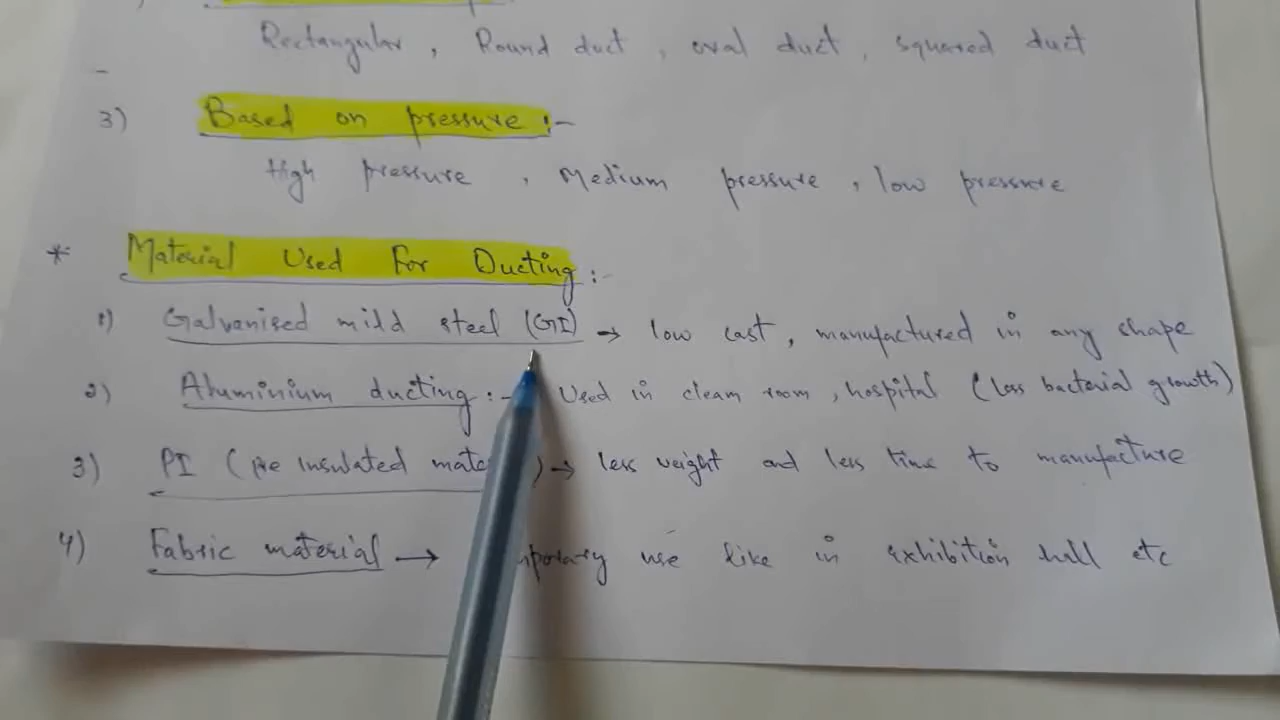 Rectangular , Round duct , oval duct , squared duct
3) Based on pressure :-
High pressure , Medium pressure , low pressure
* Material Used For Ducting :-
1) Galvanised mild steel (GI) → low cast, manufactured in any shape
2) Aluminium ducting :- Used in clean room , hospital (less bacterial growth)
3) PI (pre insulated ) → less weight and less time to manufacture
4) Fabric material → use like in exhibition hall etc